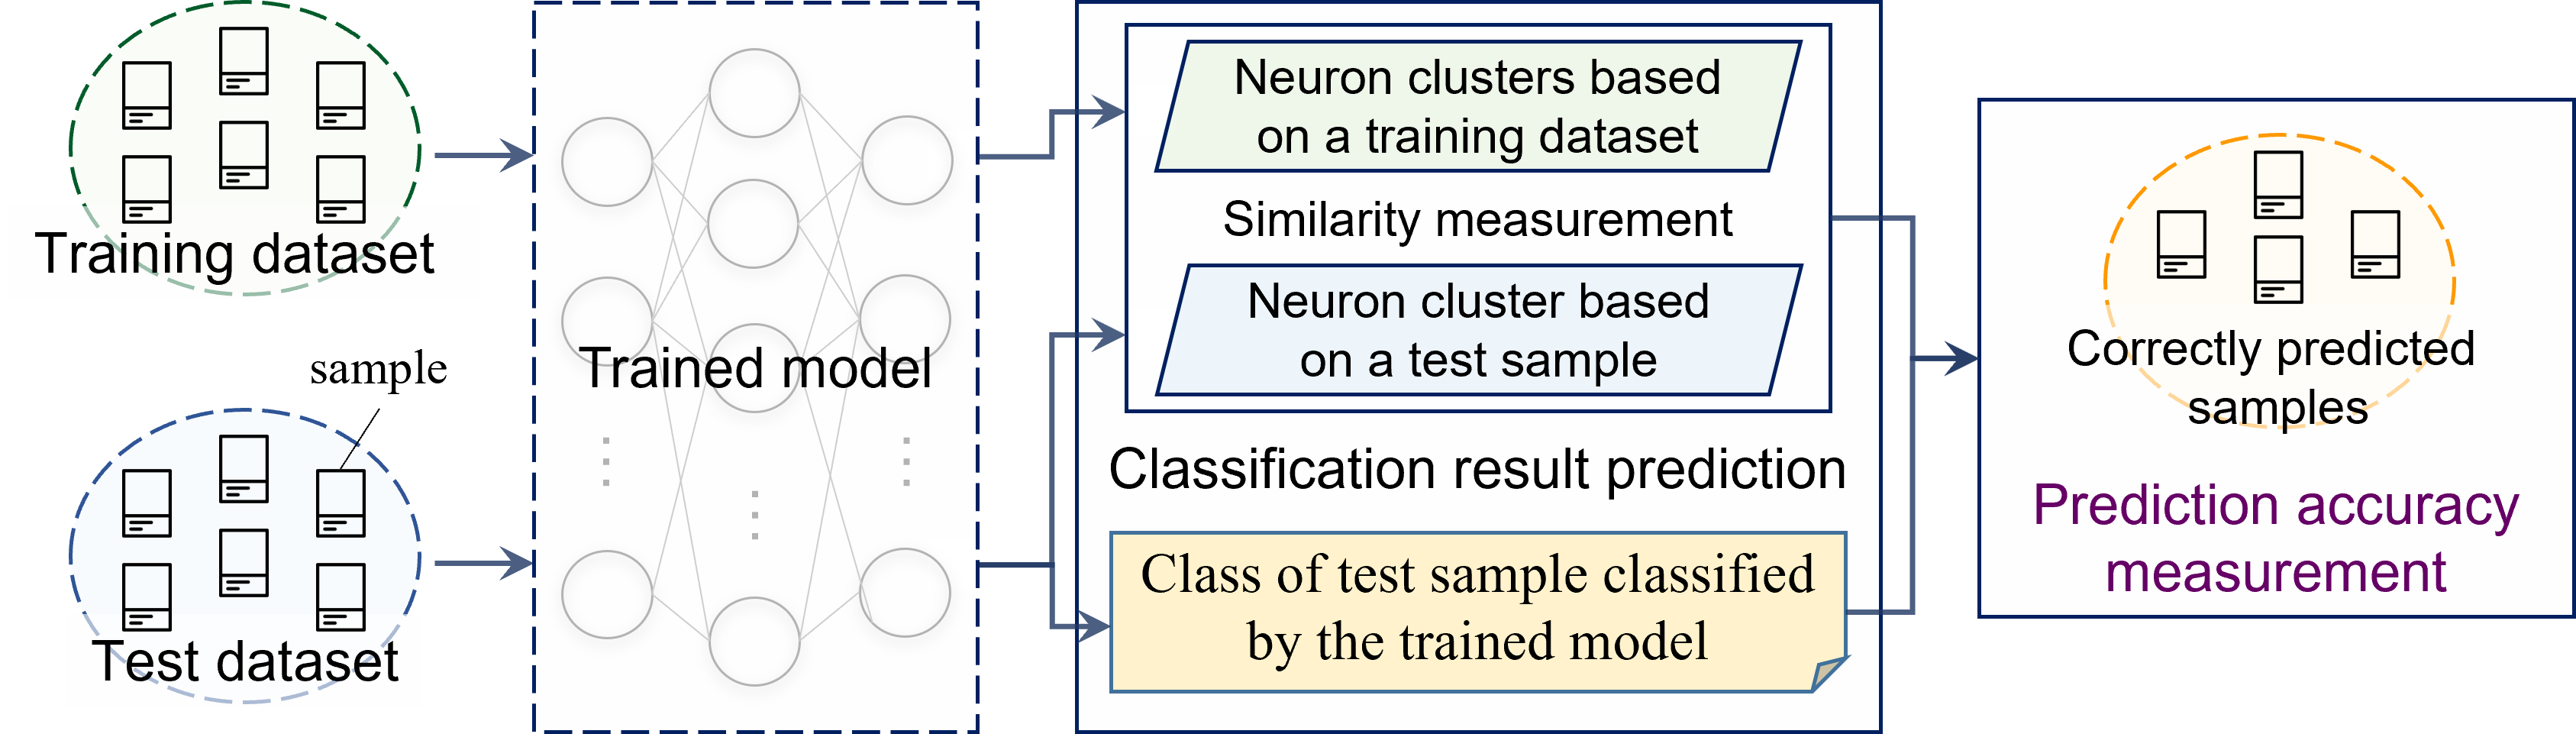 Training dataset
sample
Test dataset
Trained model
Neuron clusters based
on a training dataset
Similarity measurement
Neuron cluster based
on a test sample
Classification result prediction
Class of test sample classified
by the trained model
Correctly predicted
samples
Prediction accuracy
measurement